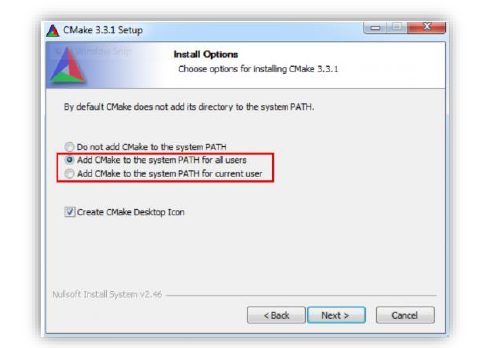 CMake 3.3.1 Setup
Install Options
Choose options for installing CMake 3.3.1
By default CMake does not add its directory to the system PATH.
Do not add CMake to the system PATH
Add CMake to the system PATH for all users
Add CMake to the system PATH for current user
Create CMake Desktop Icon
Nullsoft Install System v2.46
< Back
Next >
Cancel